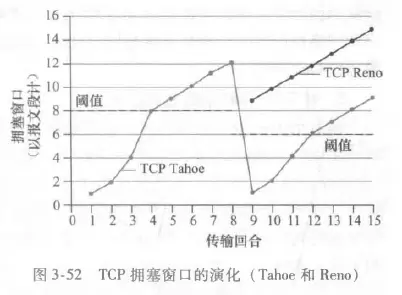 16
14
12
10
8
6
4
2
0
拥塞窗口
（以报文段计）
阈值
TCP Reno
TCP Tahoe
阈值
0 1 2 3 4 5 6 7 8 9 10 11 12 13 14 15
传输回合
图 3-52 TCP 拥塞窗口的演化（Tahoe 和 Reno）